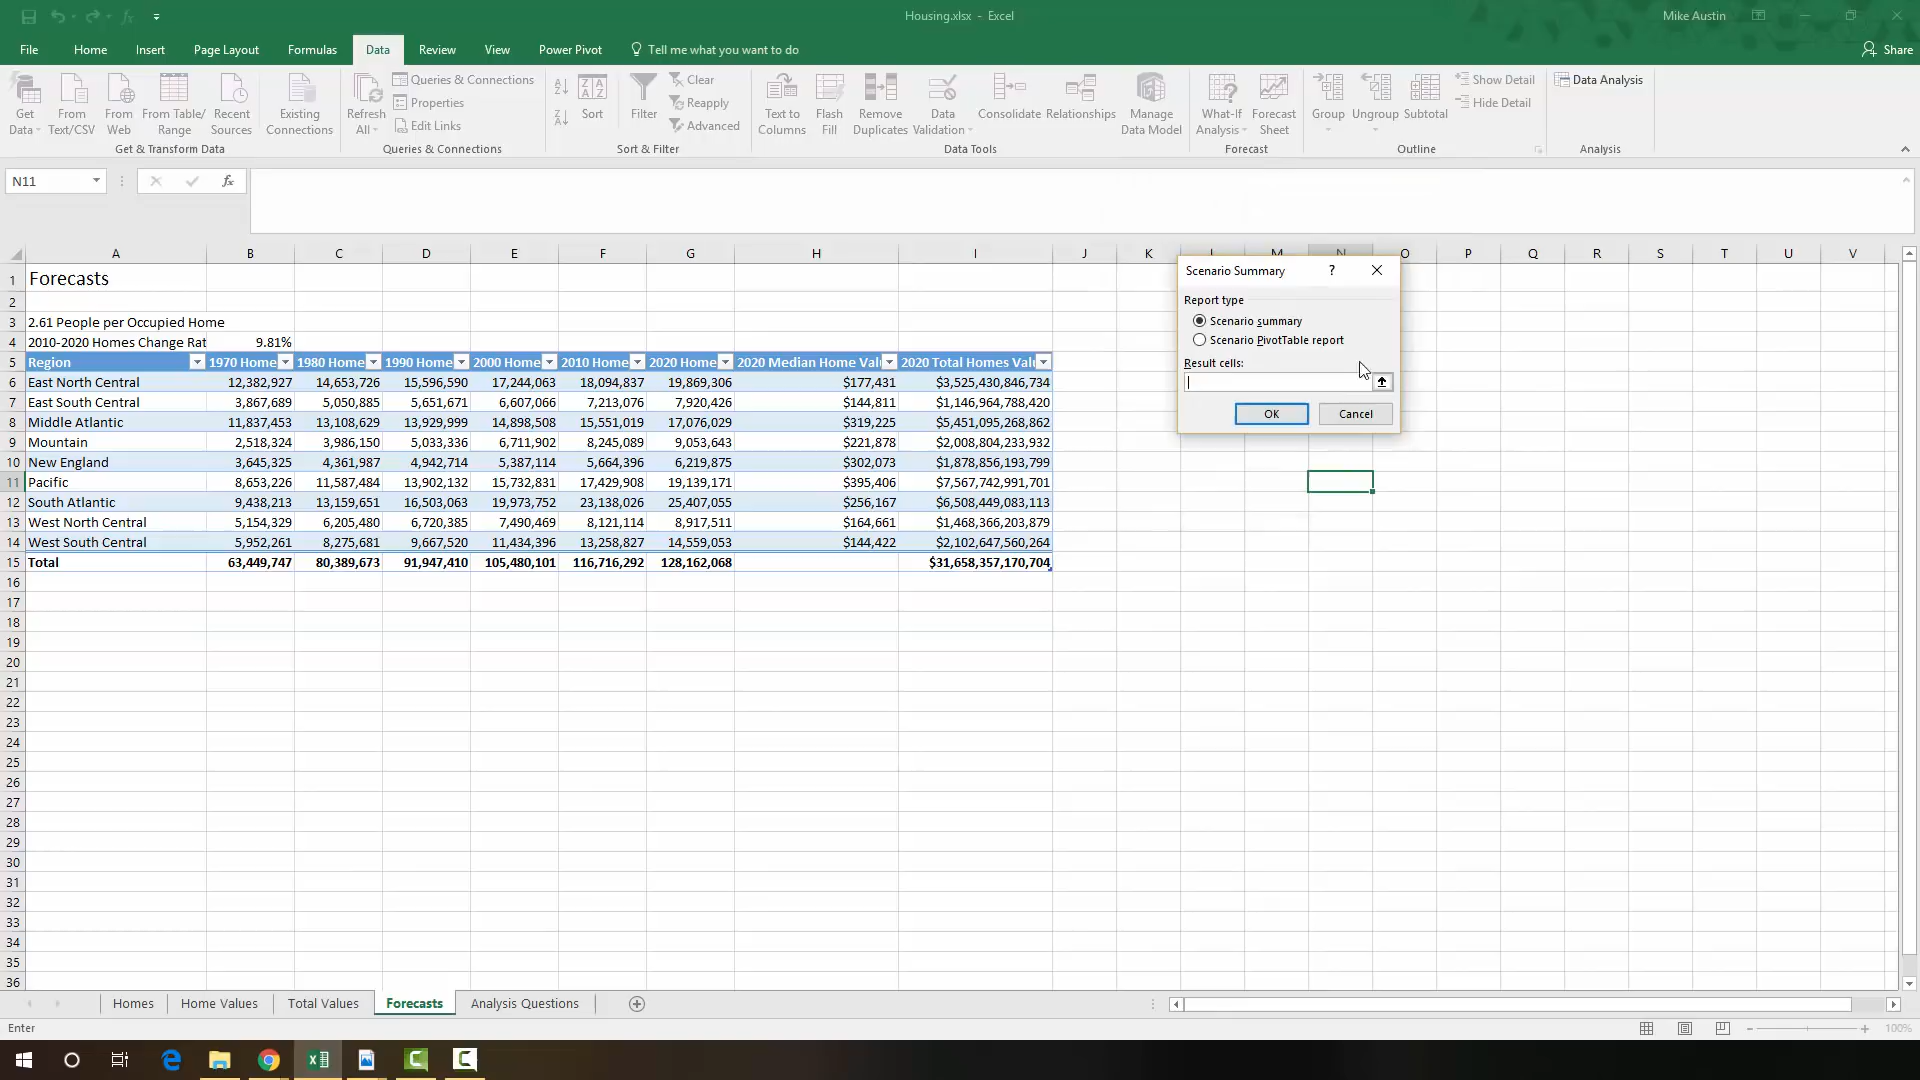 Housing.xlsx - Excel
Mike Austin
File Home Insert Page Layout Formulas Data Review View Power Pivot Tell me what you want to do Share
Get Data From Text/CSV From Web From Table/ Range Recent Sources Existing Connections
Get & Transform Data
Refresh All Queries & Connections Properties Edit Links
Queries & Connections
Sort Filter Clear Reapply Advanced
Sort & Filter
Text to Columns Flash Fill Remove Duplicates Data Validation Consolidate Relationships Manage Data Model
Data Tools
What-If Analysis Forecast Sheet
Forecast
Group Ungroup Subtotal Show Detail Hide Detail
Outline
Data Analysis
Analysis
N11 fx
A B C D E F G H I J K L M N O P Q R S T U V
1 Forecasts
2
3 2.61 People per Occupied Home
4 2010-2020 Homes Change Rat 9.81%
5 Region 1970 Home 1980 Home 1990 Home 2000 Home 2010 Home 2020 Home 2020 Median Home Val 2020 Total Homes Valu
6 East North Central 12,382,927 14,653,726 15,596,590 17,244,063 18,094,837 19,869,306 $177,431 $3,525,430,846,734
7 East South Central 3,867,689 5,050,885 5,651,671 6,607,066 7,213,076 7,920,426 $144,811 $1,146,964,788,420
8 Middle Atlantic 11,837,453 13,108,629 13,929,999 14,898,508 15,551,019 17,076,029 $319,225 $5,451,095,268,862
9 Mountain 2,518,324 3,986,150 5,033,336 6,711,902 8,245,089 9,053,643 $221,878 $2,008,804,233,932
10 New England 3,645,325 4,361,987 4,942,714 5,387,114 5,664,396 6,219,875 $302,073 $1,878,856,193,799
11 Pacific 8,653,226 11,587,484 13,902,132 15,732,831 17,429,908 19,139,171 $395,406 $7,567,742,991,701
12 South Atlantic 9,438,213 13,159,651 16,503,063 19,973,752 23,138,026 25,407,055 $256,167 $6,508,449,083,113
13 West North Central 5,154,329 6,205,480 6,720,385 7,490,469 8,121,114 8,917,511 $164,661 $1,468,366,203,879
14 West South Central 5,952,261 8,275,681 9,667,520 11,434,396 13,258,827 14,559,053 $144,422 $2,102,647,560,264
15 Total 63,449,747 80,389,673 91,947,410 105,480,101 116,716,292 128,162,068 $31,658,357,170,704
16
17
18
19
20
21
22
23
24
25
26
27
28
29
30
31
32
33
34
35
36
Scenario Summary ?
Report type
Scenario summary
Scenario PivotTable report
Result cells:
OK Cancel
Homes Home Values Total Values Forecasts Analysis Questions
Enter
100%